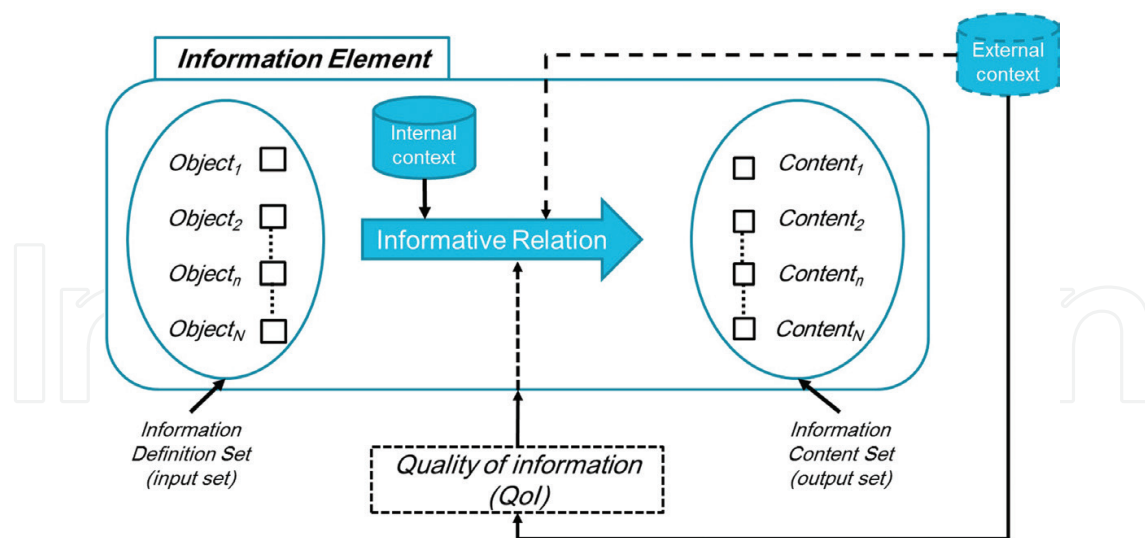 Information Element
External
context
Internal
context
Object1
Object2
Objectn
ObjectN
Informative Relation
Content1
Content2
Contentn
ContentN
Information
Definition Set
(input set)
Quality of information
(QoI)
Information
Content Set
(output set)